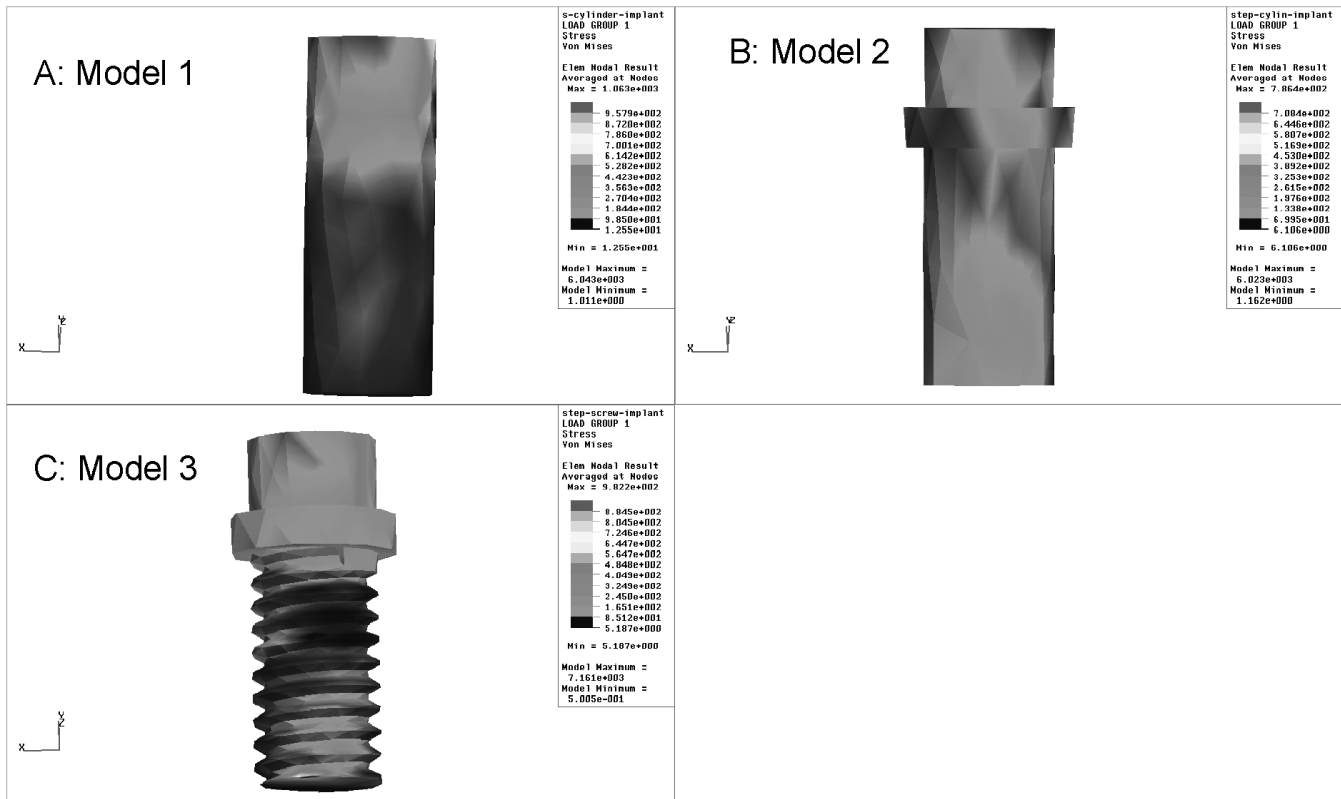 A: Model 1
s-cylinder-implant
LOAD GROUP 1
Stress
Von Mises
Elem Nodal Result
Averaged at Nodes
Max = 1.063e+003
9.579e+002
8.720e+002
7.860e+002
7.001e+002
6.142e+002
5.282e+002
4.423e+002
3.563e+002
2.704e+002
1.844e+002
9.850e+001
1.255e+001
Min = 1.255e+001
Model Maximum =
6.043e+003
Model Minimum =
1.011e+000
X
Y
Z
B: Model 2
step-cylin-implant
LOAD GROUP 1
Stress
Von Mises
Elem Nodal Result
Averaged at Nodes
Max = 7.864e+002
7.084e+002
6.446e+002
5.807e+002
5.169e+002
4.530e+002
3.892e+002
3.253e+002
2.615e+002
1.976e+002
1.338e+002
6.995e+001
6.106e+000
Min = 6.106e+000
Model Maximum =
6.023e+003
Model Minimum =
1.162e+000
X
Y
Z
C: Model 3
step-screw-implant
LOAD GROUP 1
Stress
Von Mises
Elem Nodal Result
Averaged at Nodes
Max = 9.822e+002
8.845e+002
8.045e+002
7.246e+002
6.447e+002
5.647e+002
4.848e+002
4.049e+002
3.249e+002
2.450e+002
1.651e+002
8.512e+001
5.187e+000
Min = 5.187e+000
Model Maximum =
7.161e+003
Model Minimum =
5.005e-001
X
Y
Z